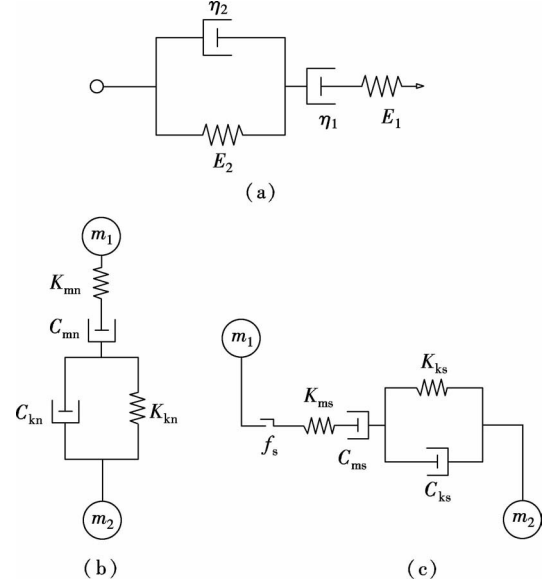 η₂
η₁
E₁
E₂
(a)
m₁
Kₘₙ
Cₘₙ
Cₖₙ
Kₖₙ
m₂
(b)
m₁
Kₖₛ
Kₘₛ
fₛ
Cₘₛ
Cₖₛ
m₂
(c)